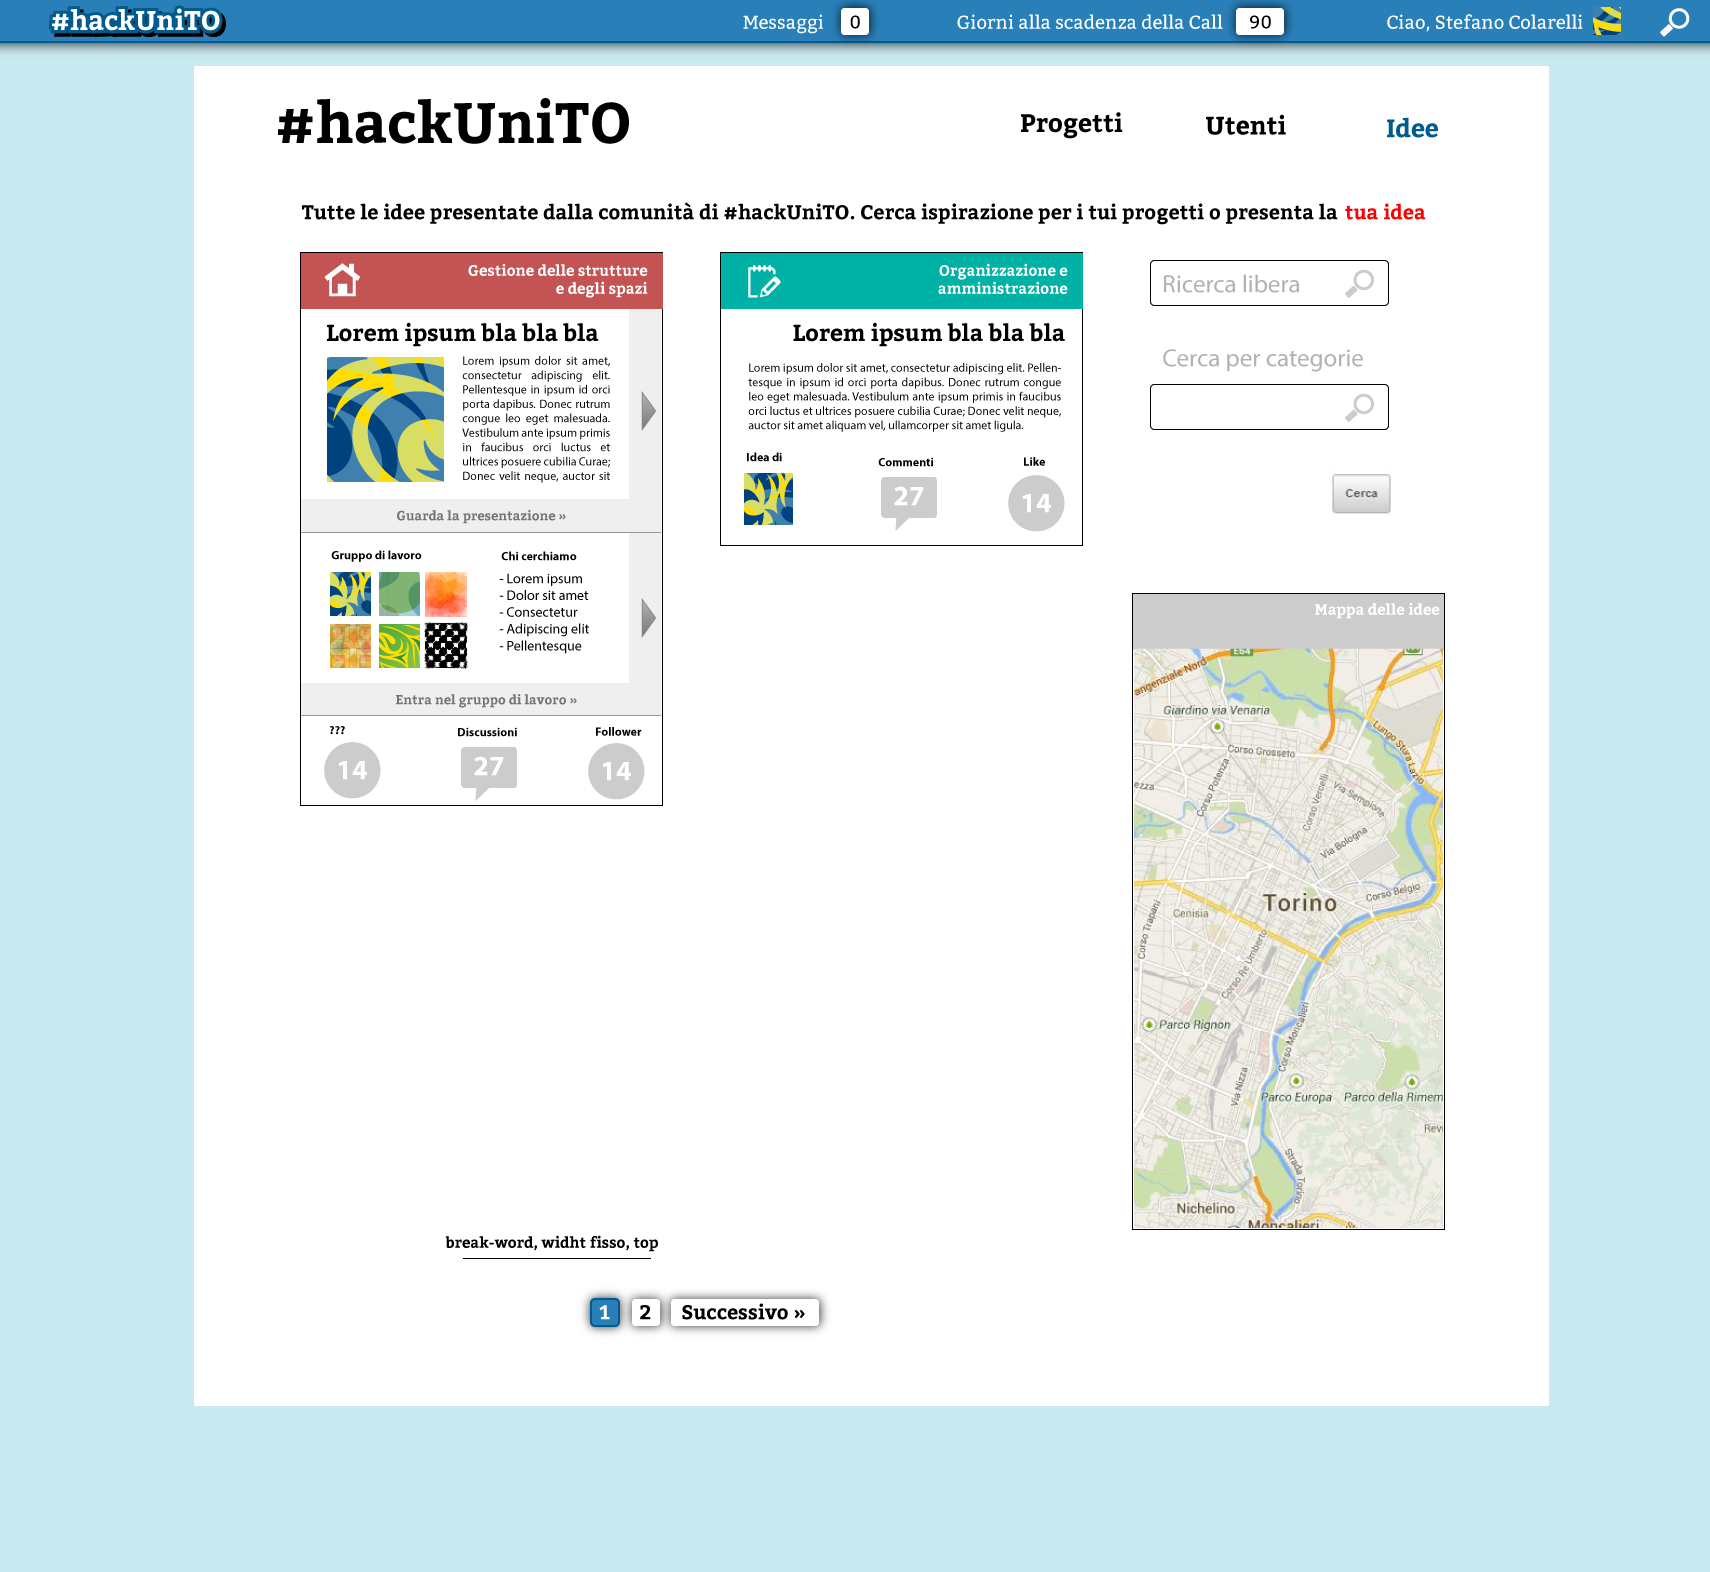 #hackUniTO
Messaggi 0
Giorni alla scadenza della Call 90
Ciao, Stefano Colarelli
#hackUniTO
Progetti
Utenti
Idee
Tutte le idee presentate dalla comunità di #hackUniTO. Cerca ispirazione per i tui progetti o presenta la tua idea
Gestione delle strutture
e degli spazi
Lorem ipsum bla bla bla
Lorem ipsum dolor sit amet,
consectetur adipiscing elit.
Pellentesque in ipsum id orci
porta dapibus. Donec rutrum
congue leo eget malesuada.
Vestibulum ante ipsum primis
in faucibus orci luctus et
ultrices posuere cubilia Curae;
Donec velit neque, auctor sit
Guarda la presentazione »
Gruppo di lavoro
Chi cerchiamo
- Lorem ipsum
- Dolor sit amet
- Consectetur
- Adipiscing elit
- Pellentesque
Entra nel gruppo di lavoro »
???
Discussioni
Follower
14
27
14
Organizzazione e
amministrazione
Lorem ipsum bla bla bla
Lorem ipsum dolor sit amet, consectetur adipiscing elit. Pellen-
tesque in ipsum id orci porta dapibus. Donec rutrum congue
leo eget malesuada. Vestibulum ante ipsum primis in faucibus
orci luctus et ultrices posuere cubilia Curae; Donec velit neque,
auctor sit amet aliquam vel, ullamcorper sit amet ligula.
Idea di
Commenti
Like
27
14
Ricerca libera
Cerca per categorie
Cerca
Mappa delle idee
E64
angenziale Nord
Giardino via Venaria
Lungo Stura Lazio
Corso Grosseto
Corso Potenza
ezza
Corso Vercelli
Via Sempione
Via Bologna
Corso Belgio
Torino
Cenisia
Corso Trapani
Corso Re Umberto
Parco Rignon
Corso Moncalieri
Via Nizza
Parco Europa
Parco della Rimem
Revi
Strada Torino
Nichelino
Moncalieri
break-word, widht fisso, top
1
2
Successivo »